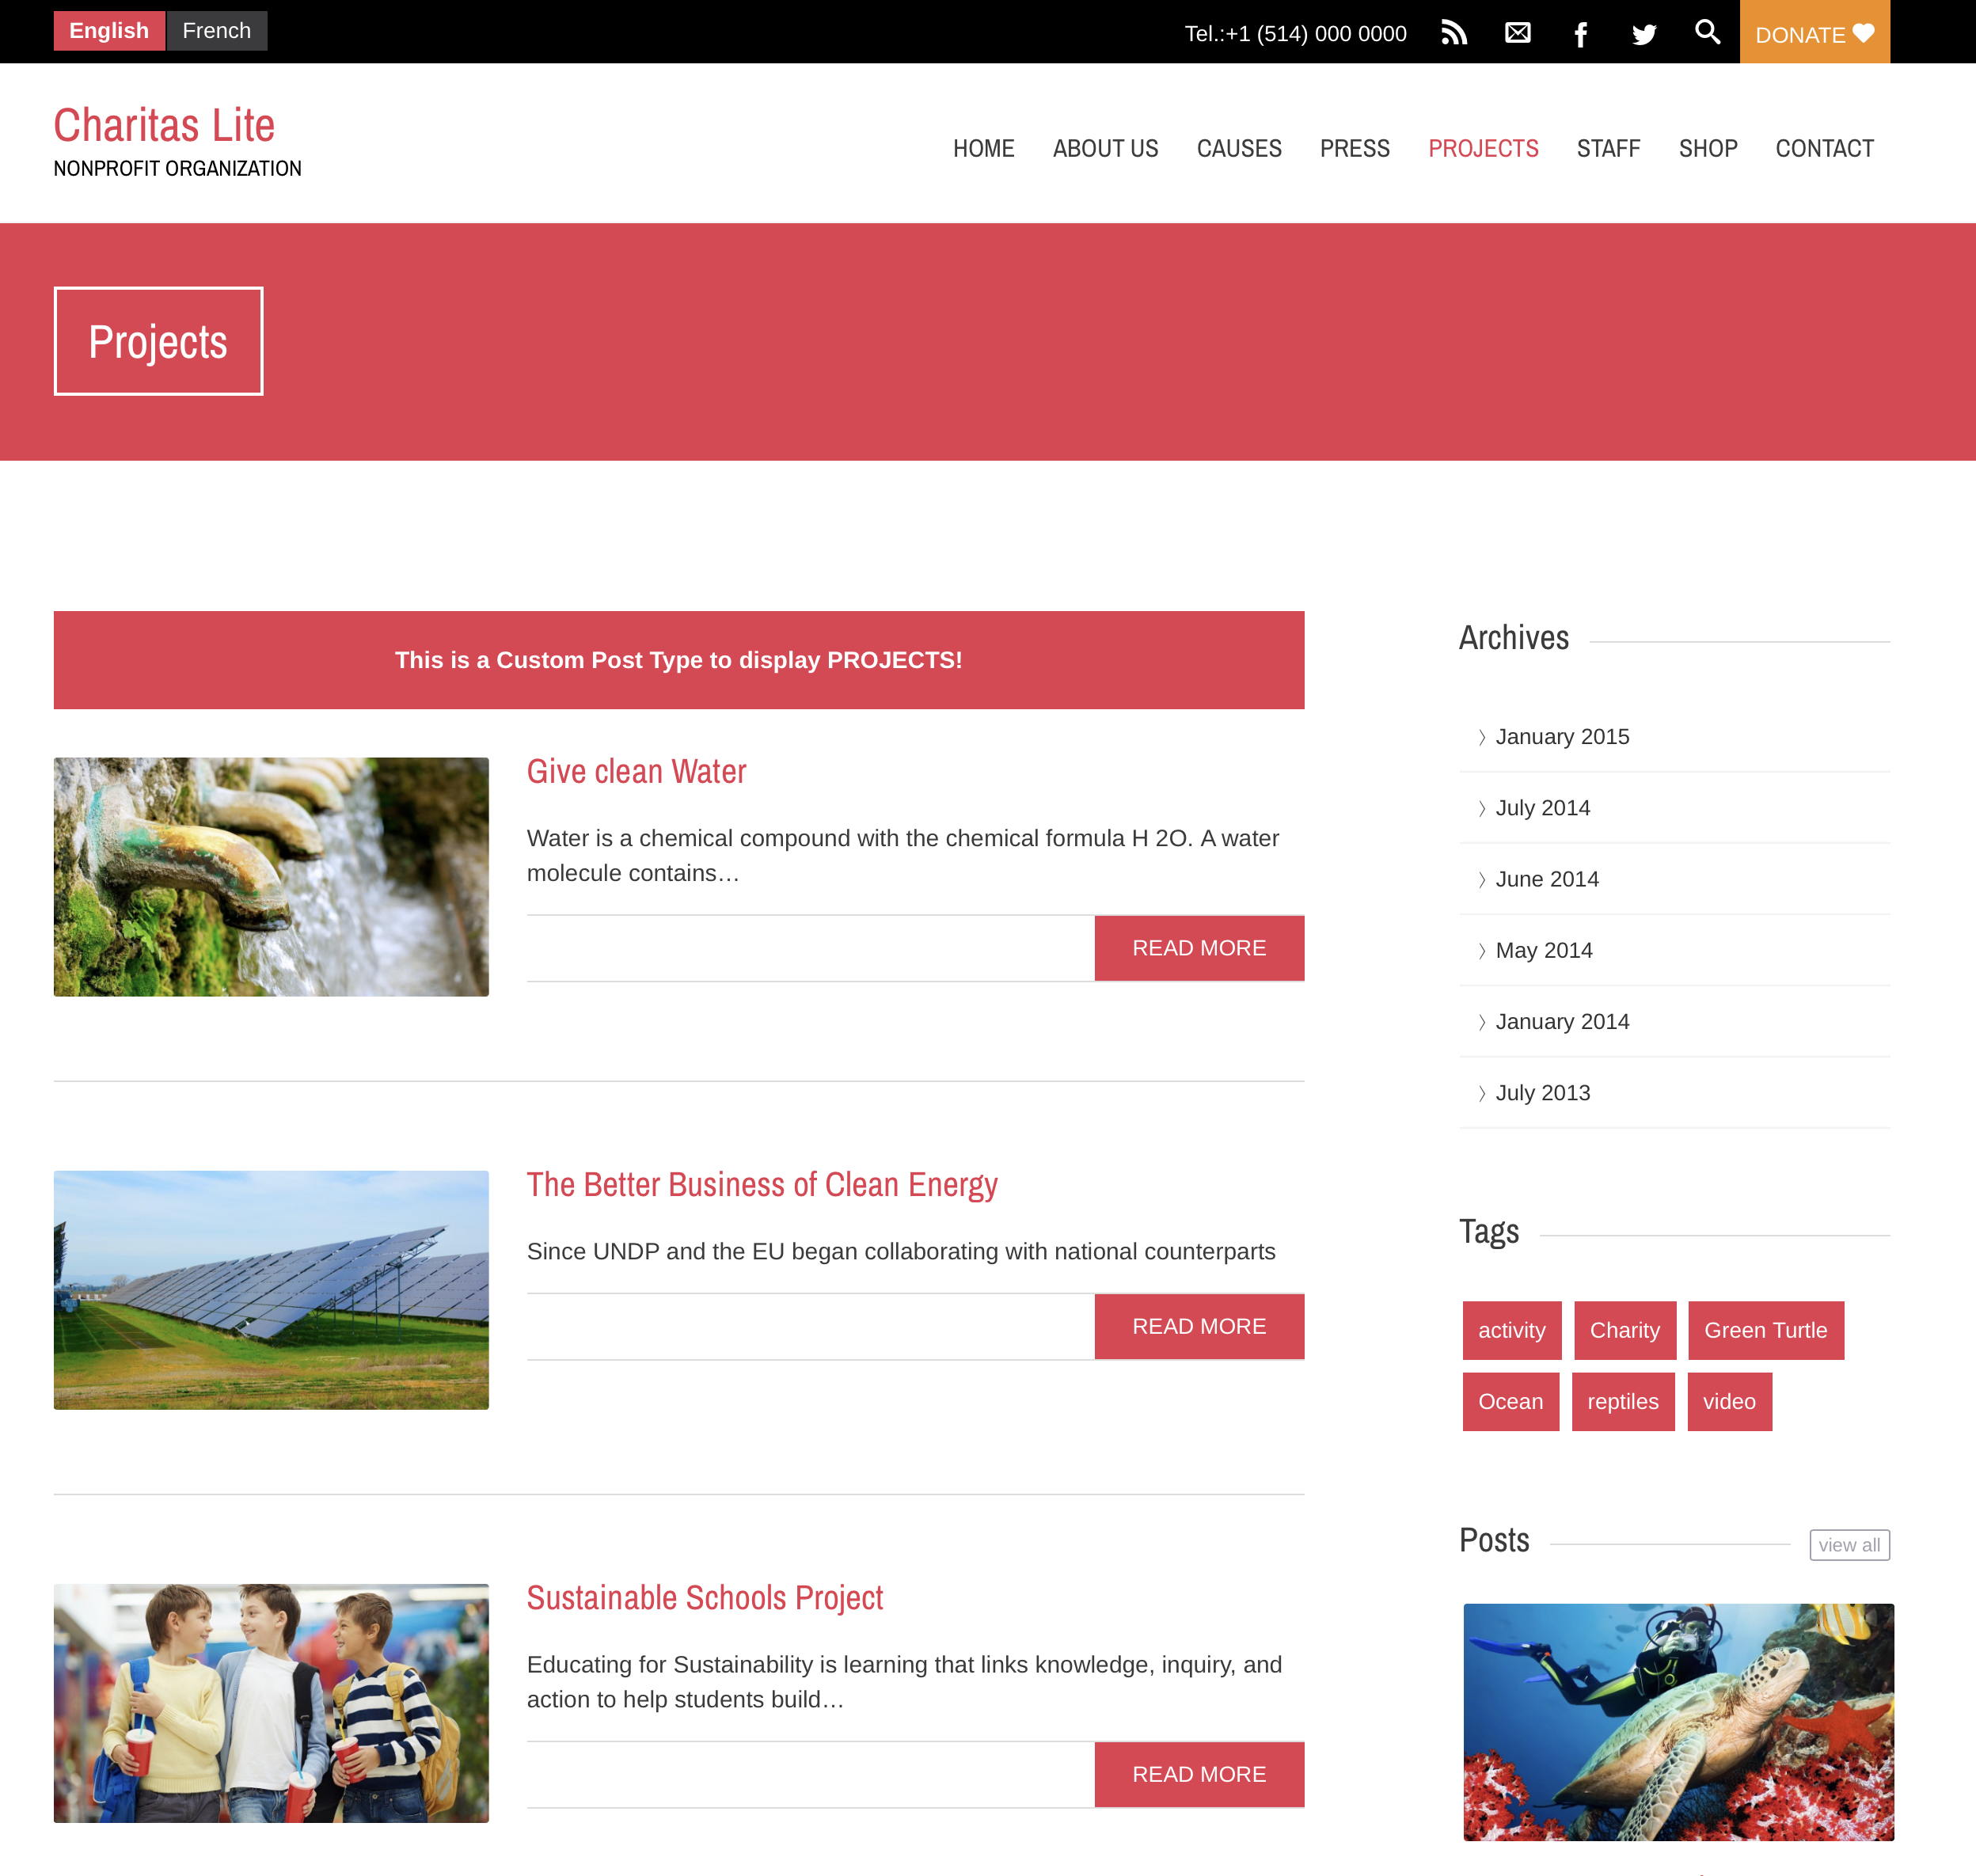 English French
Tel.:+1 (514) 000 0000
DONATE
Charitas Lite
NONPROFIT ORGANIZATION
HOME ABOUT US CAUSES PRESS PROJECTS STAFF SHOP CONTACT
Projects
This is a Custom Post Type to display PROJECTS!
Give clean Water
Water is a chemical compound with the chemical formula H 2O. A water
molecule contains…
READ MORE
The Better Business of Clean Energy
Since UNDP and the EU began collaborating with national counterparts
READ MORE
Sustainable Schools Project
Educating for Sustainability is learning that links knowledge, inquiry, and
action to help students build…
READ MORE
Archives
January 2015
July 2014
June 2014
May 2014
January 2014
July 2013
Tags
activity Charity Green Turtle
Ocean reptiles video
Posts
view all